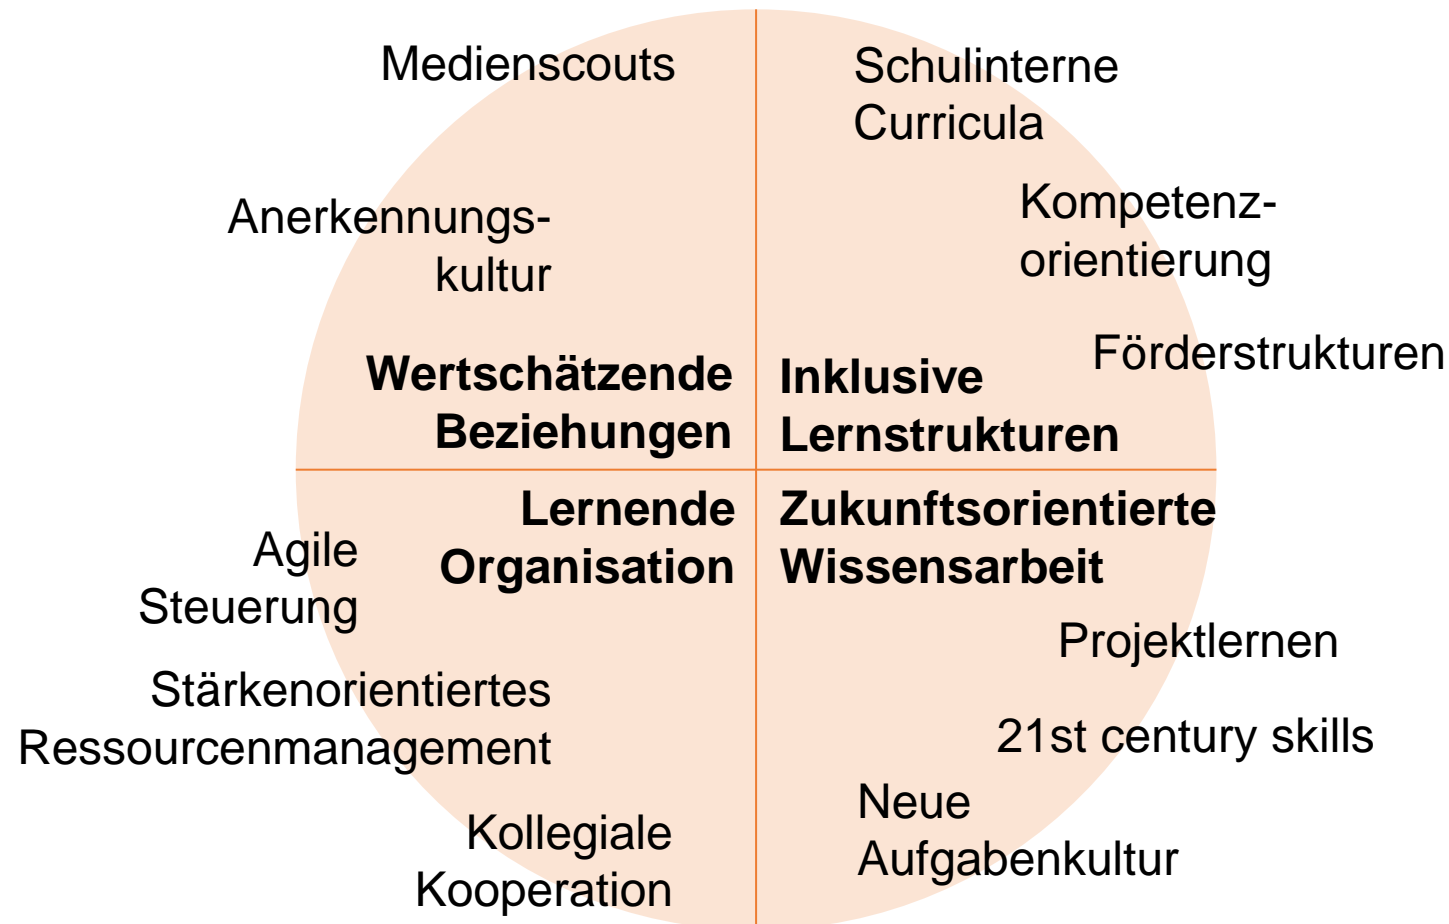 Medienscouts
Schulinterne
Curricula
Anerkennungs-
kultur
Kompetenz-
orientierung
Förderstrukturen
Wertschätzende
Beziehungen
Inklusive
Lernstrukturen
Lernende
Organisation
Zukunftsorientierte
Wissensarbeit
Agile
Steuerung
Projektlernen
Stärkenorientiertes
Ressourcenmanagement
21st century skills
Neue
Aufgabenkultur
Kollegiale
Kooperation